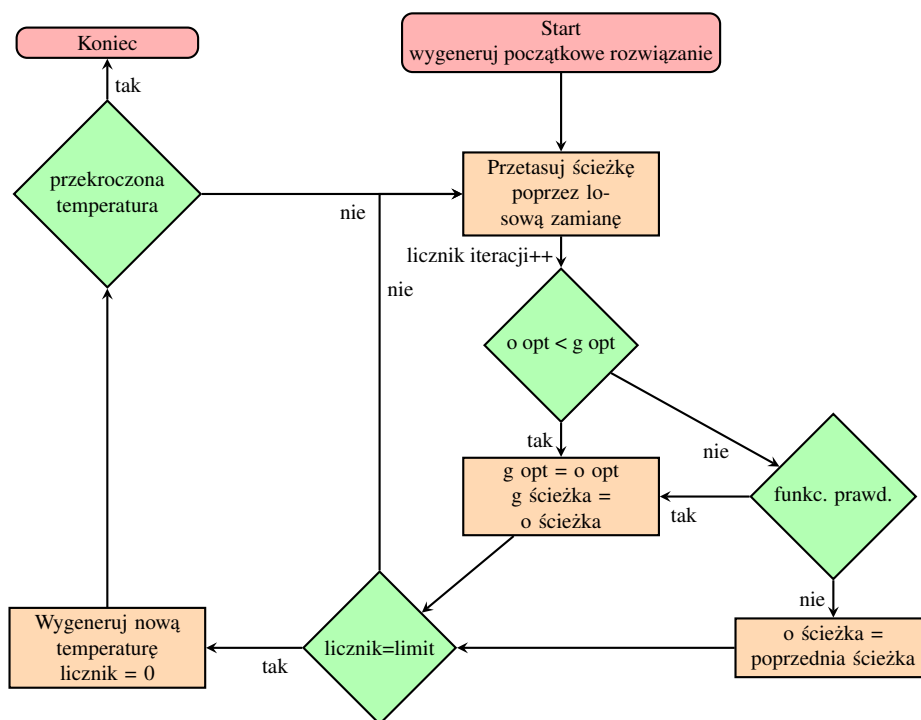 Koniec
Start
wygeneruj początkowe rozwiązanie
tak
przekroczona
temperatura
nie
Przetasuj ścieżkę
poprzez lo-
sową zamianę
licznik iteracji++
nie
o opt < g opt
tak
nie
g opt = o opt
g ścieżka =
o ścieżka
tak
funkc. prawd.
nie
Wygeneruj nową
temperaturę
licznik = 0
tak
licznik=limit
o ścieżka =
poprzednia ścieżka